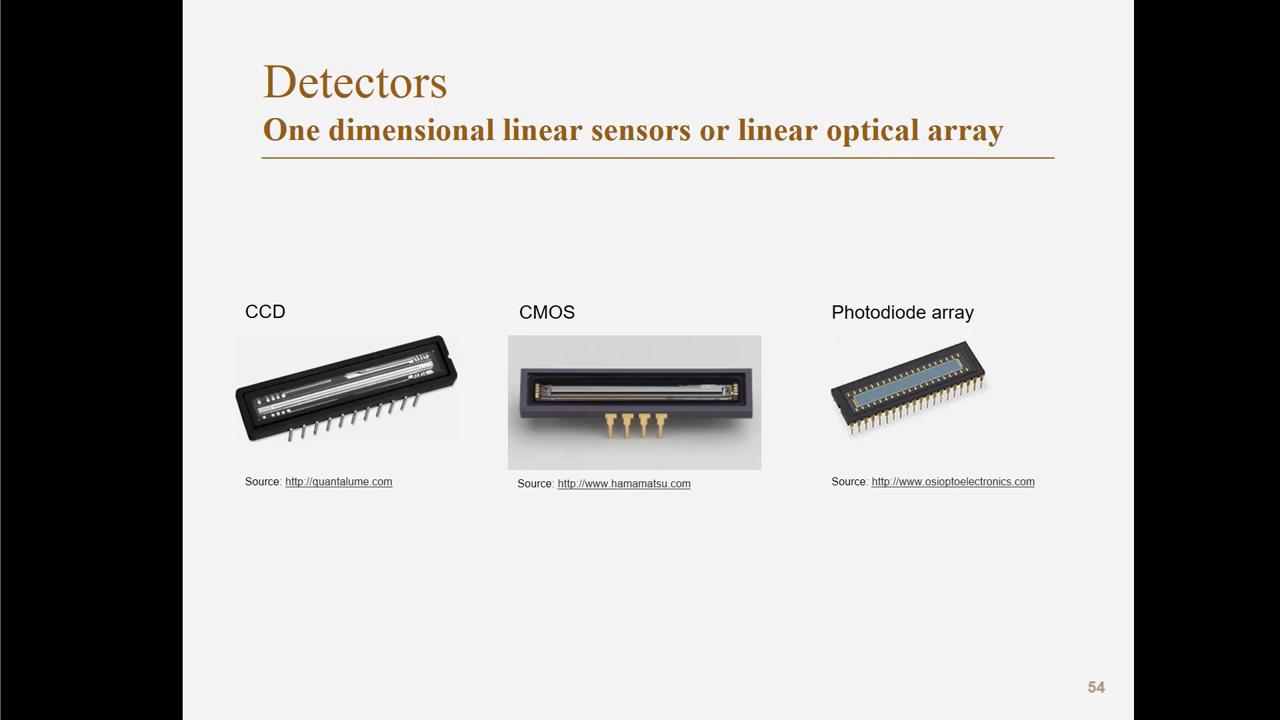 Detectors
One dimensional linear sensors or linear optical array
CCD
CMOS
Photodiode array
Source: http://quantalume.com
Source: http://www.hamamatsu.com
Source: http://www.osioptoelectronics.com
54